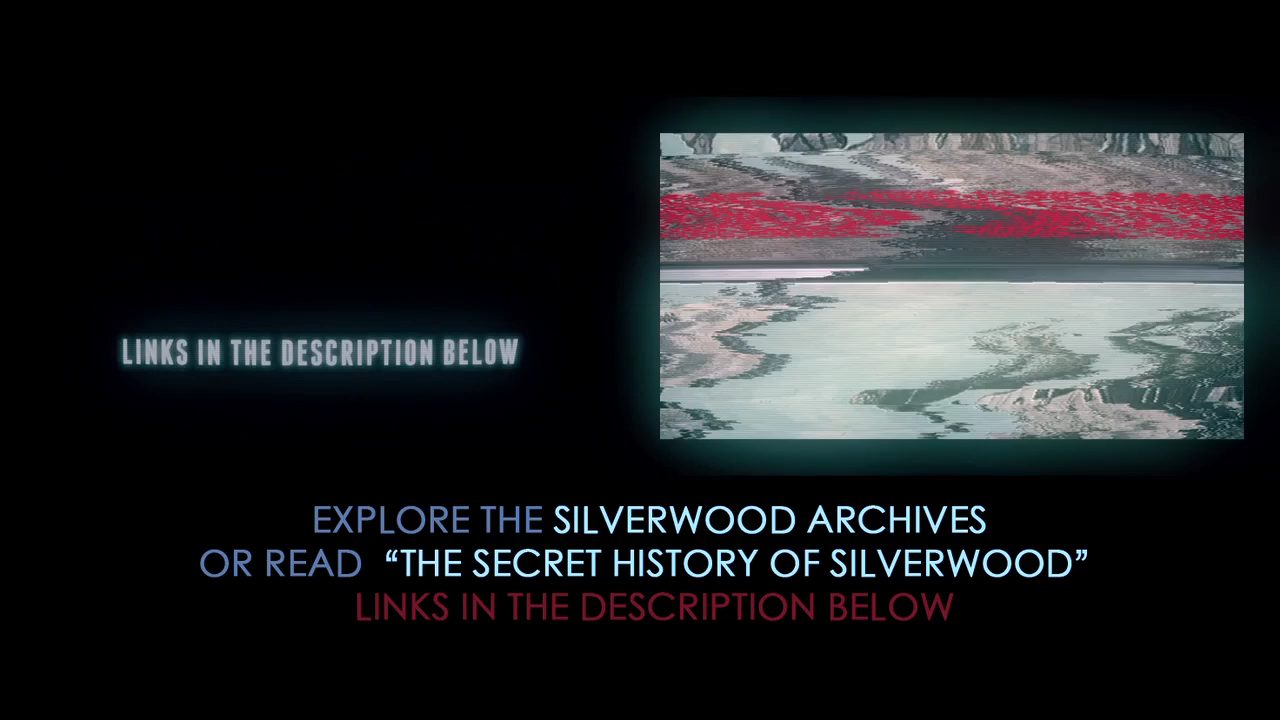 LINKS IN THE DESCRIPTION BELOW
EXPLORE THE SILVERWOOD ARCHIVES
OR READ “THE SECRET HISTORY OF SILVERWOOD”
LINKS IN THE DESCRIPTION BELOW